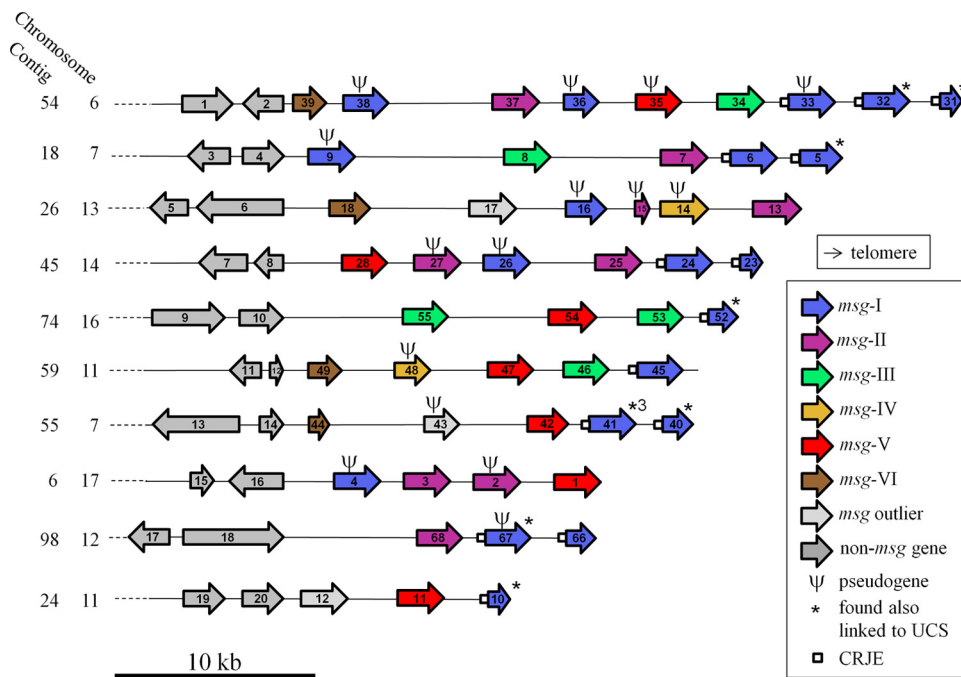 Chromosome
Contig
54 6 1 2 39 ψ 38 37 ψ 36 ψ 35 34 ψ 33 32 * 31 *
18 7 3 4 ψ 9 8 7 6 5 *
26 13 5 6 18 17 ψ 16 ψ 15 ψ 14 13
45 14 7 8 28 ψ 27 ψ 26 25 24 23
74 16 9 10 55 54 53 52 *
59 11 11 12 49 ψ 48 47 46 45
55 7 13 14 44 ψ 43 42 41 *3 40 *
6 17 15 16 ψ 4 3 ψ 2 1
98 12 17 18 68 ψ 67 * 66
24 11 19 20 12 11 10 *
10 kb
→ telomere
msg-I
msg-II
msg-III
msg-IV
msg-V
msg-VI
msg outlier
non-msg gene
ψ pseudogene
* found also
linked to UCS
CRJE